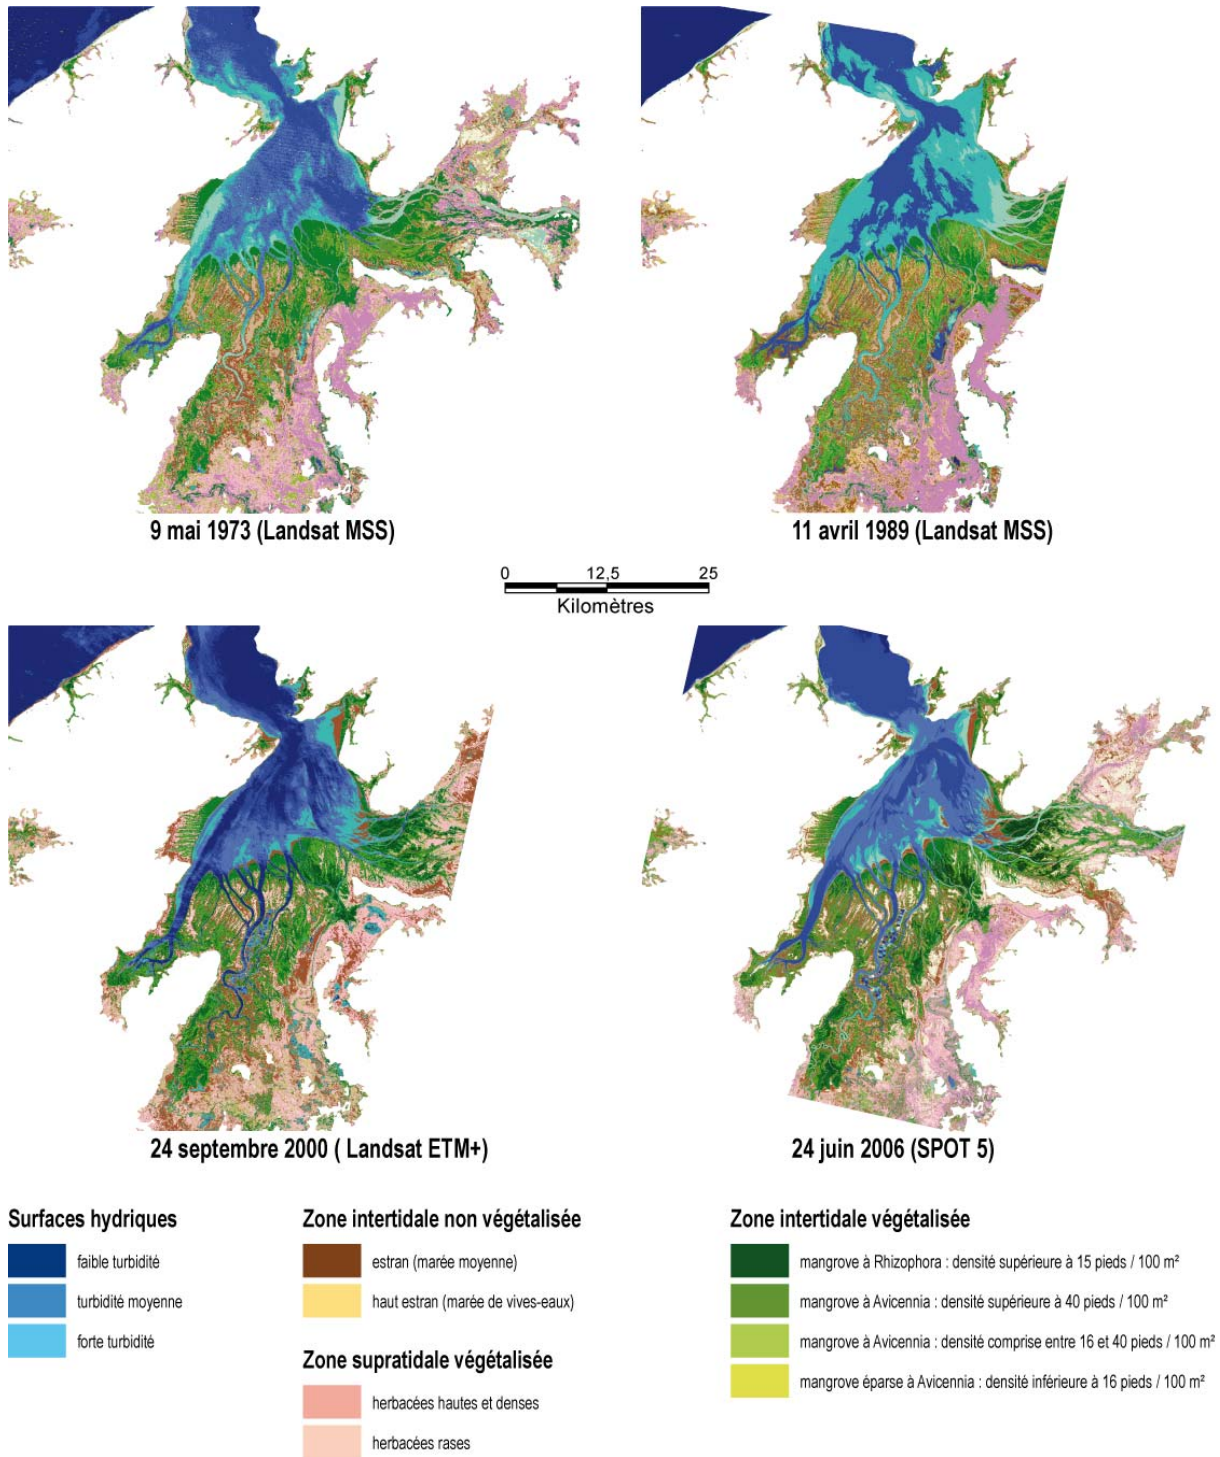 9 mai 1973 (Landsat MSS)
11 avril 1989 (Landsat MSS)
0 12,5 25
Kilomètres
24 septembre 2000 ( Landsat ETM+)
24 juin 2006 (SPOT 5)
Surfaces hydriques
faible turbidité
turbidité moyenne
forte turbidité
Zone intertidale non végétalisée
estran (marée moyenne)
haut estran (marée de vives-eaux)
Zone supratidale végétalisée
herbacées hautes et denses
herbacées rases
Zone intertidale végétalisée
mangrove à Rhizophora : densité supérieure à 15 pieds / 100 m²
mangrove à Avicennia : densité supérieure à 40 pieds / 100 m²
mangrove à Avicennia : densité comprise entre 16 et 40 pieds / 100 m²
mangrove éparse à Avicennia : densité inférieure à 16 pieds / 100 m²